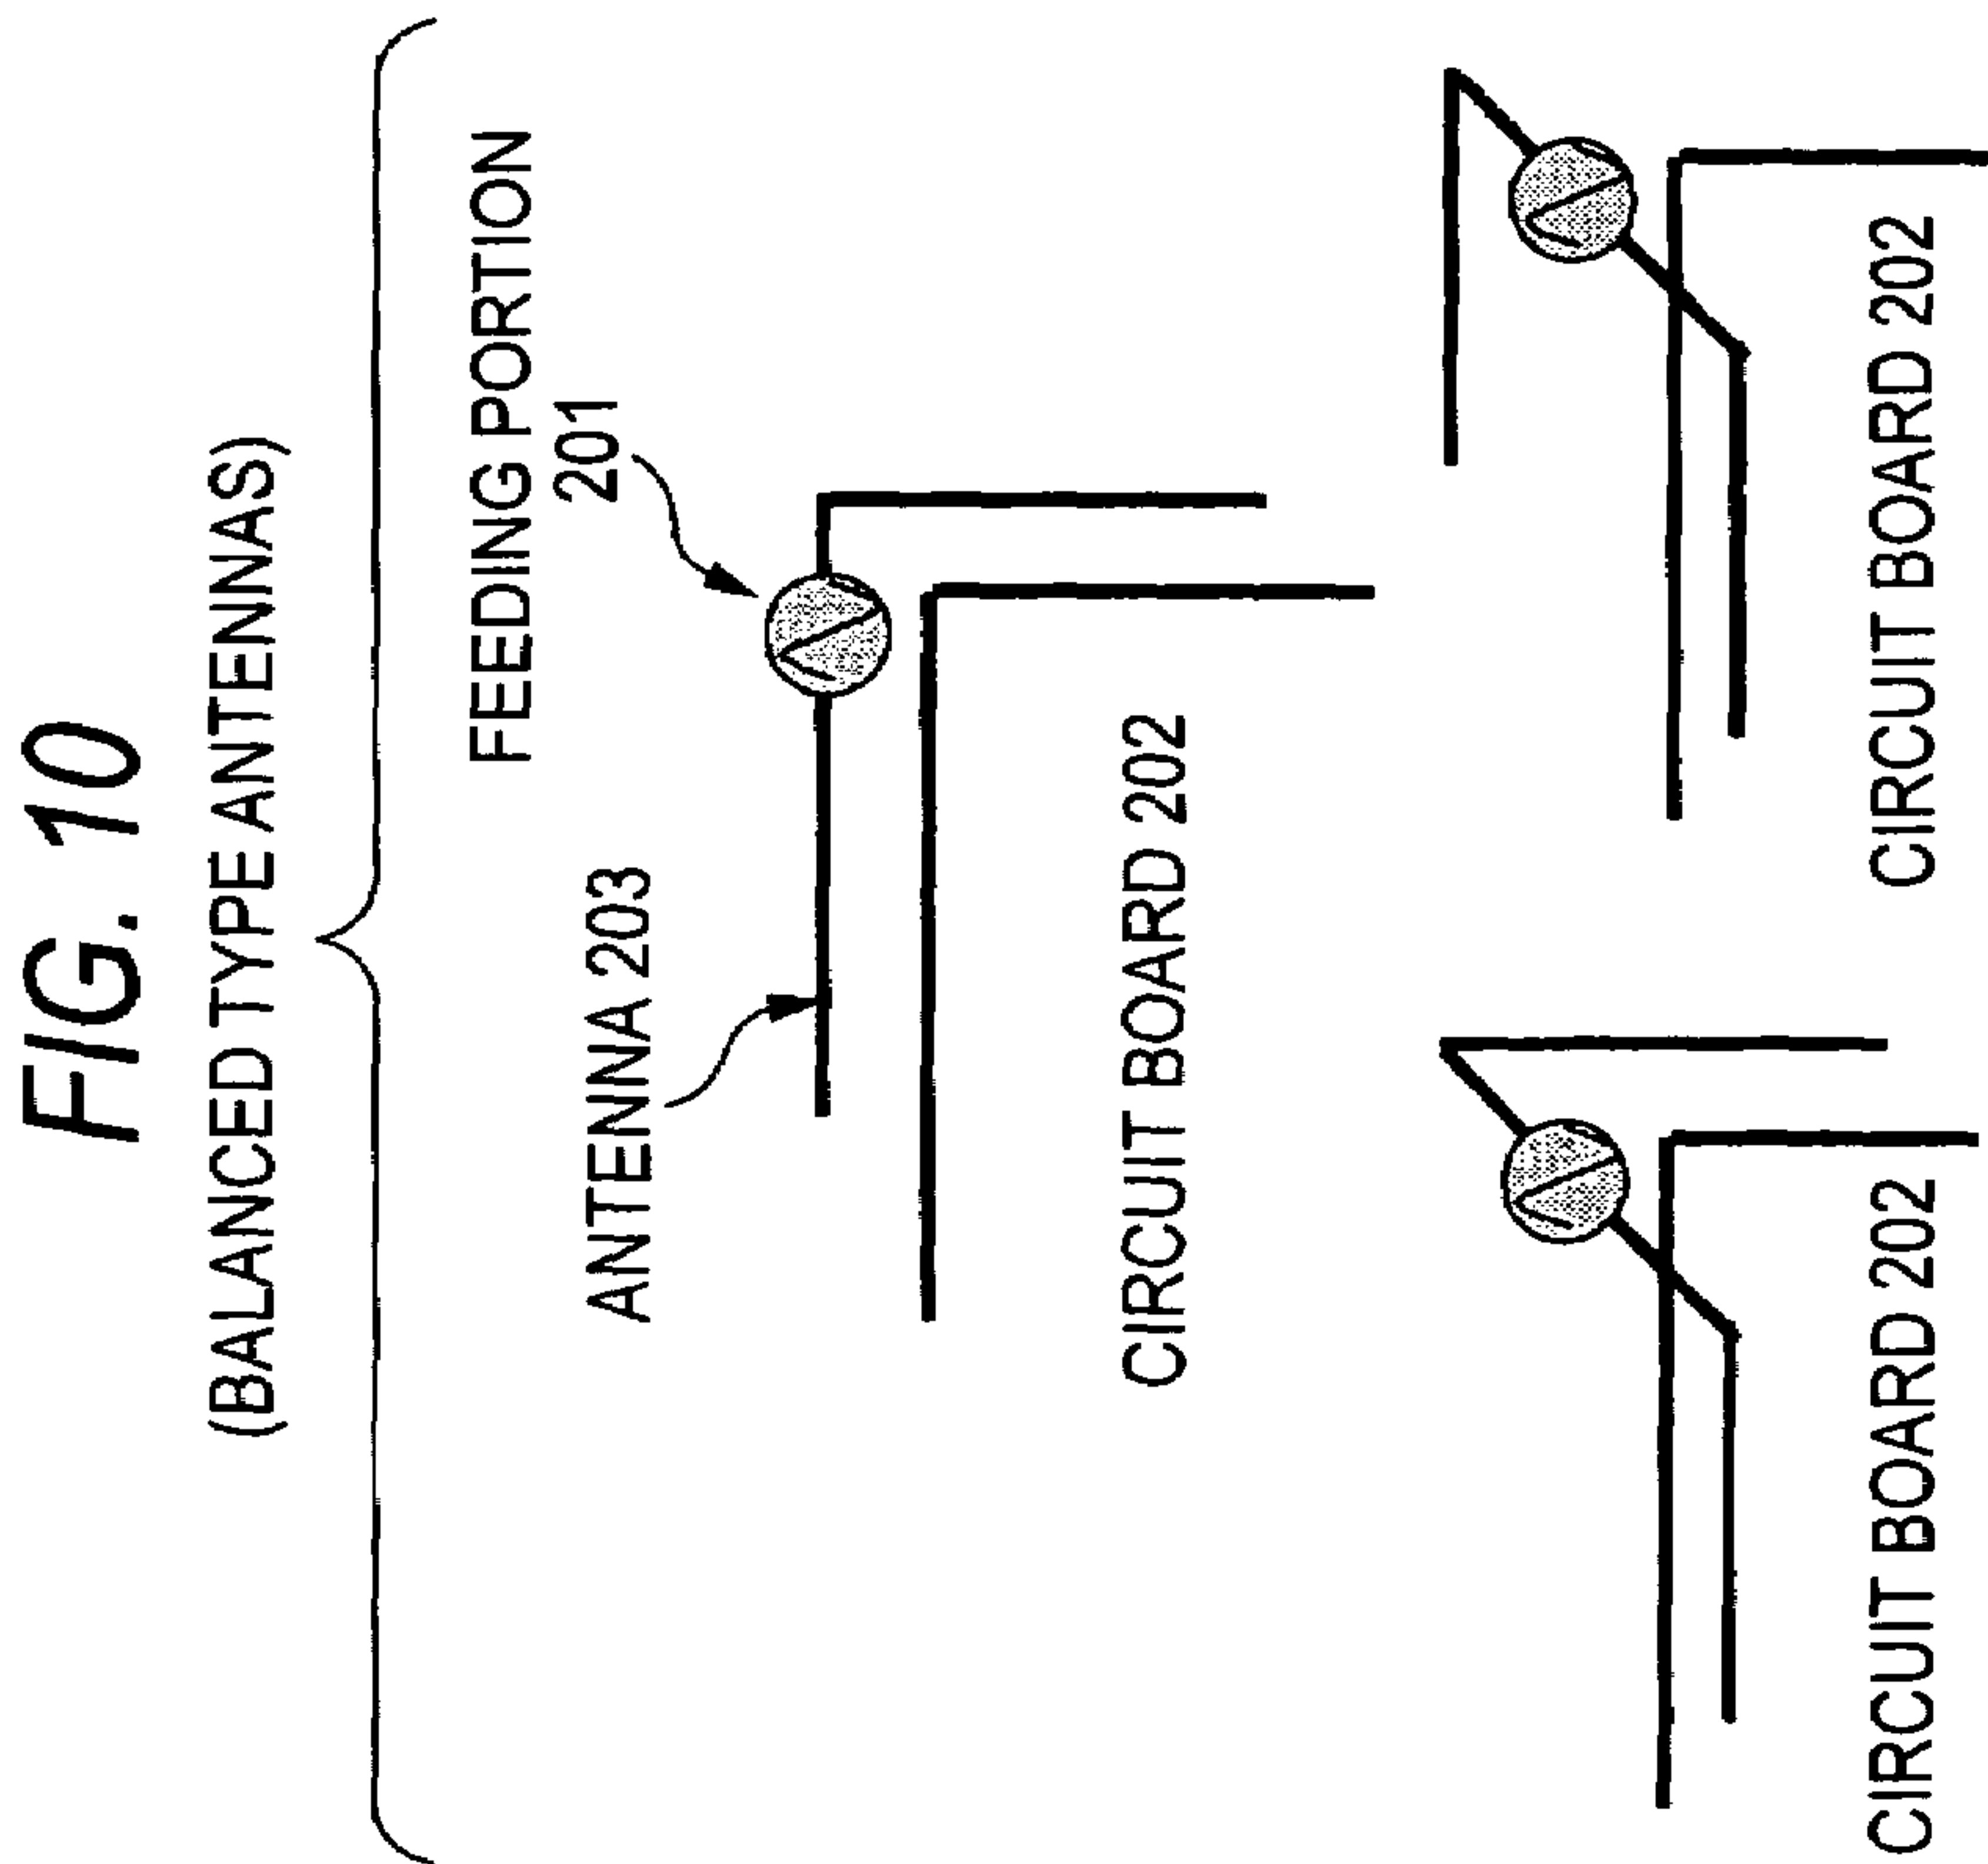 FIG. 10
(BALANCED TYPE ANTENNAS)
FEEDING PORTION
201
ANTENNA 203
CIRCUIT BOARD 202
CIRCUIT BOARD 202
CIRCUIT BOARD 202